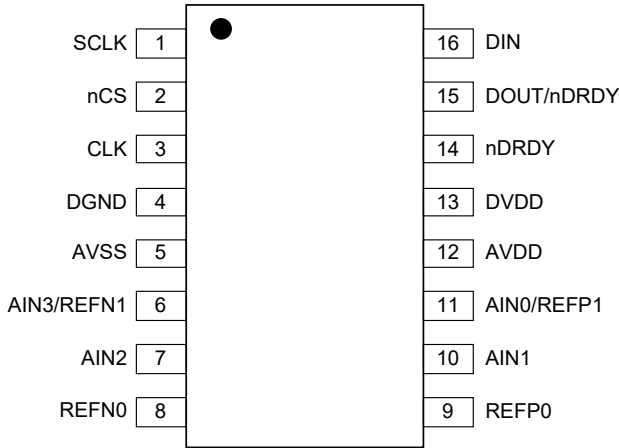 SCLK 1 16 DIN
nCS 2 15 DOUT/nDRDY
CLK 3 14 nDRDY
DGND 4 13 DVDD
AVSS 5 12 AVDD
AIN3/REFN1 6 11 AIN0/REFP1
AIN2 7 10 AIN1
REFN0 8 9 REFP0